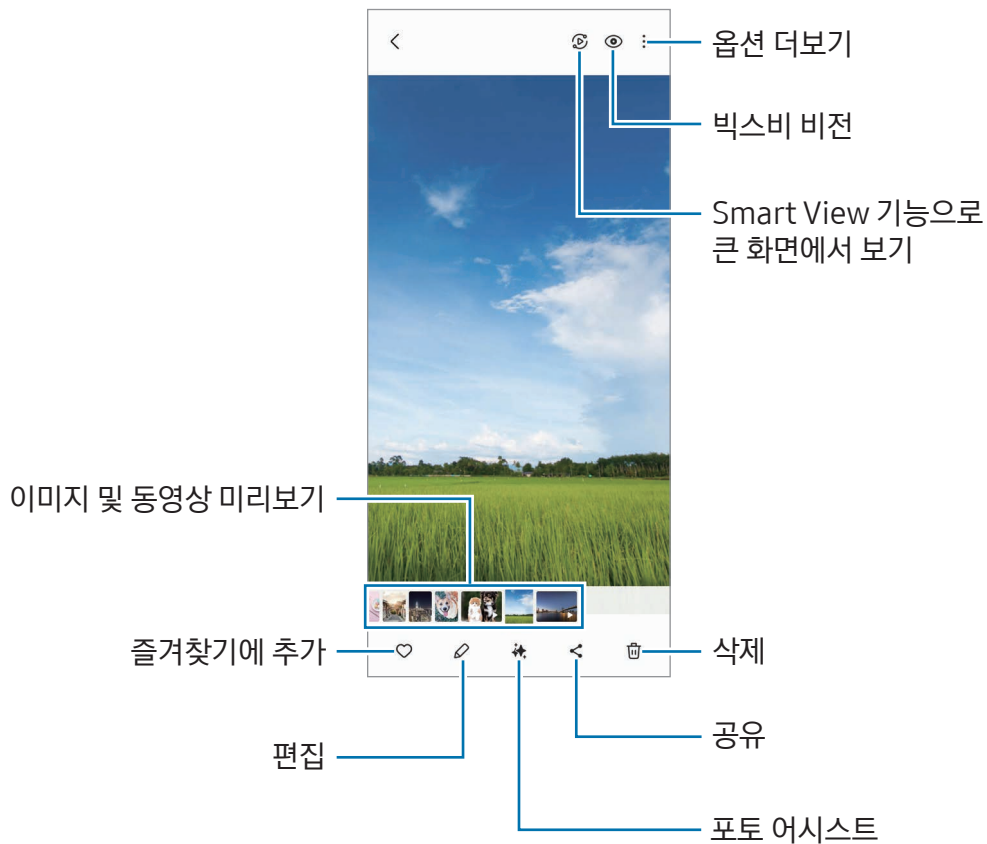 옵션 더보기
빅스비 비전
Smart View 기능으로
큰 화면에서 보기
이미지 및 동영상 미리보기
즐겨찾기에 추가
삭제
공유
편집
포토 어시스트